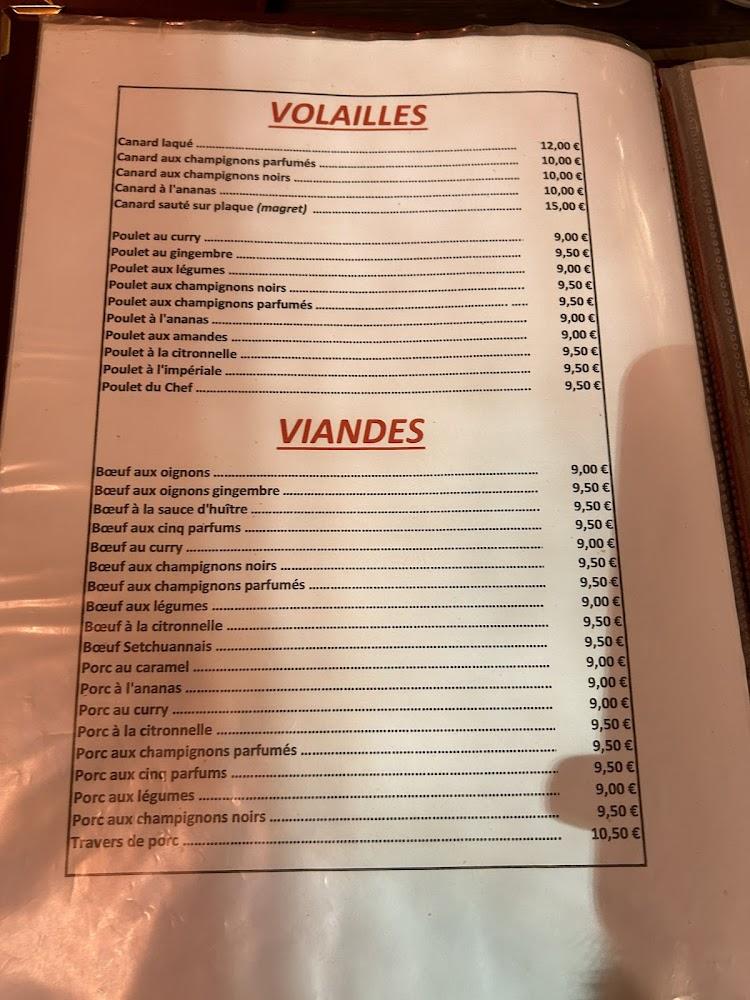 VOLAILLES
Canard laqué ........ 12,00 €
Canard aux champignons parfumés ........ 10,00 €
Canard aux champignons noirs ........ 10,00 €
Canard à l'ananas ........ 10,00 €
Canard sauté sur plaque (magret) ........ 15,00 €
Poulet au curry ........ 9,00 €
Poulet au gingembre ........ 9,50 €
Poulet aux légumes ........ 9,00 €
Poulet aux champignons noirs ........ 9,50 €
Poulet aux champignons parfumés ........ 9,50 €
Poulet à l'ananas ........ 9,00 €
Poulet aux amandes ........ 9,00 €
Poulet à la citronnelle ........ 9,50 €
Poulet à l'impériale ........ 9,50 €
Poulet du Chef ........ 9,50 €
VIANDES
Bœuf aux oignons ........ 9,00 €
Bœuf aux oignons gingembre ........ 9,50 €
Bœuf à la sauce d'huître ........ 9,50 €
Bœuf aux cinq parfums ........ 9,50 €
Bœuf au curry ........ 9,00 €
Bœuf aux champignons noirs ........ 9,50 €
Bœuf aux champignons parfumés ........ 9,50 €
Bœuf aux légumes ........ 9,00 €
Bœuf à la citronnelle ........ 9,50 €
Bœuf Setchuannais ........ 9,50 €
Porc au caramel ........ 9,00 €
Porc à l'ananas ........ 9,00 €
Porc au curry ........ 9,00 €
Porc à la citronnelle ........ 9,50 €
Porc aux champignons parfumés ........ 9,50 €
Porc aux cinq parfums ........ 9,50 €
Porc aux légumes ........ 9,00 €
Porc aux champignons noirs ........ 9,50 €
Travers de porc ........ 10,50 €